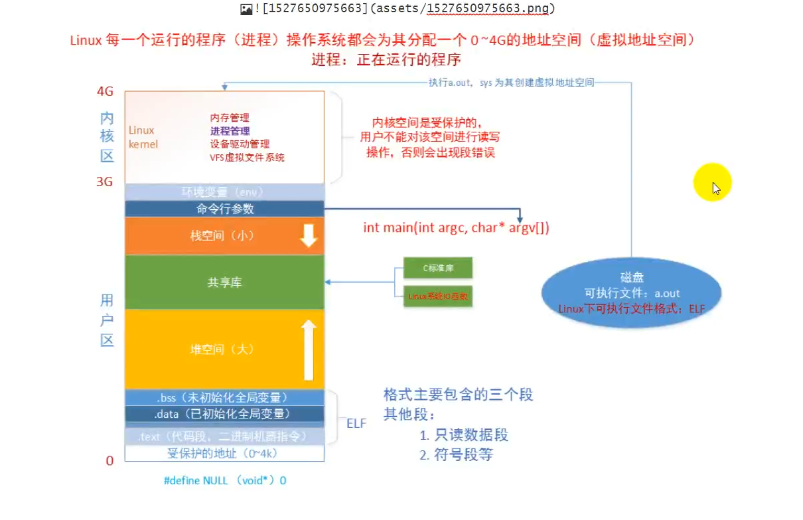 ![1527650975663](assets/1527650975663.png)
Linux 每一个运行的程序（进程）操作系统都会为其分配一个 0 ~4G的地址空间（虚拟地址空间）
进程：正在运行的程序
执行a.out，sys 为其创建虚拟地址空间
4G
内核区
Linux kernel
内存管理
进程管理
设备驱动管理
VFS虚拟文件系统
内核空间是受保护的，
用户不能对该空间进行读写
操作，否则会出现段错误
3G
环境变量（env）
命令行参数
int main(int argc, char* argv[])
栈空间（小）
C标准库
共享库
Linux系统IO函数
磁盘
可执行文件：a.out
Linux下可执行文件格式：ELF
用户区
堆空间（大）
.bss（未初始化全局变量）
.data（已初始化全局变量）
.text（代码段，二进制机器指令）
受保护的地址（0~4k）
ELF
格式主要包含的三个段
其他段：
1. 只读数据段
2. 符号段等
0
#define NULL （void*）0